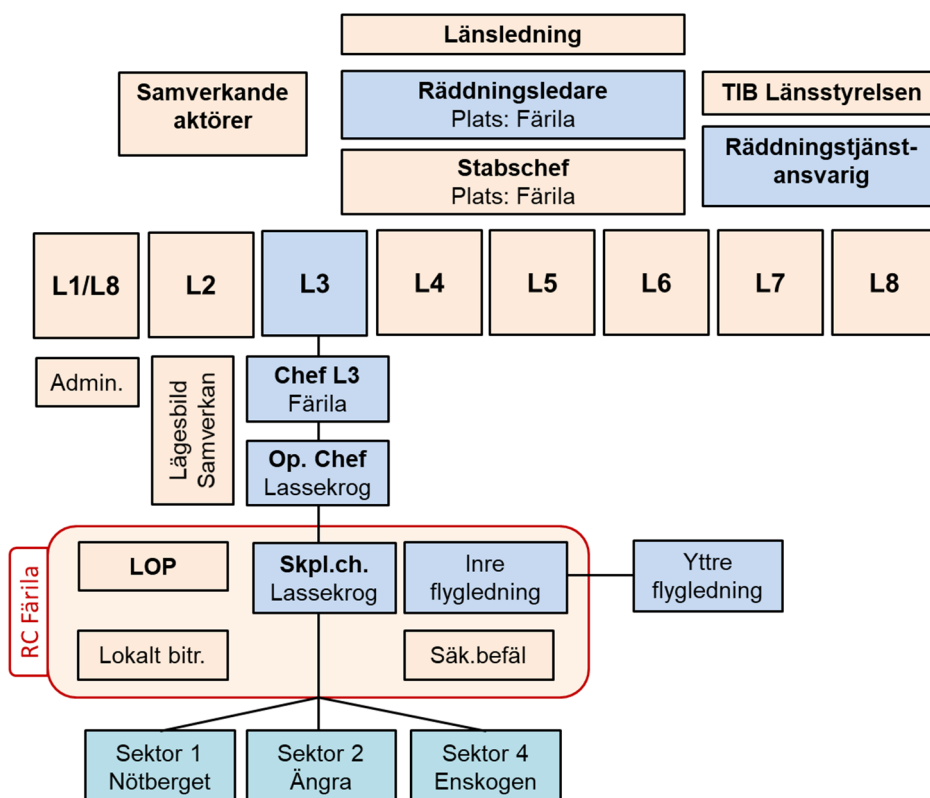 Länsledning
Samverkande
aktörer
Räddningsledare
Plats: Färila
TIB Länsstyrelsen
Räddningstjänst-
ansvarig
Stabschef
Plats: Färila
L1/L8
L2
L3
L4
L5
L6
L7
L8
Admin.
Lägesbild
Samverkan
Chef L3
Färila
Op. Chef
Lassekrog
RC Färila
LOP
Skpl.ch.
Lassekrog
Inre
flygledning
Yttre
flygledning
Lokalt bitr.
Säk.befäl
Sektor 1
Nötberget
Sektor 2
Ängra
Sektor 4
Enskogen